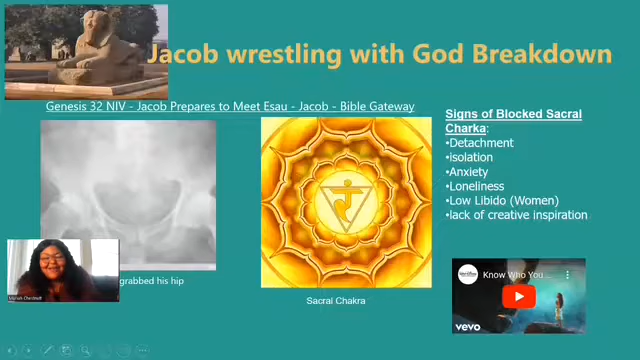 Jacob wrestling with God Breakdown
Genesis 32 NIV - Jacob Prepares to Meet Esau - Jacob - Bible Gateway
Signs of Blocked Sacral
Charka:
•Detachment
•isolation
•Anxiety
•Loneliness
•Low Libido (Women)
•lack of creative inspiration
grabbed his hip
Sacral Chakra
Know Who You ...
vevo